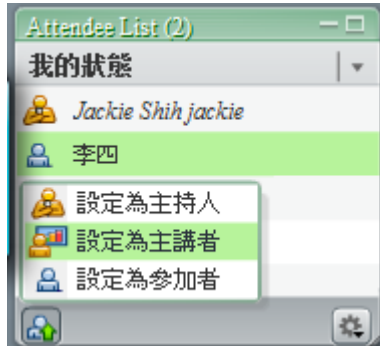 Attendee List (2)
我的狀態
Jackie Shih jackie
李四
設定為主持人
設定為主講者
設定為參加者